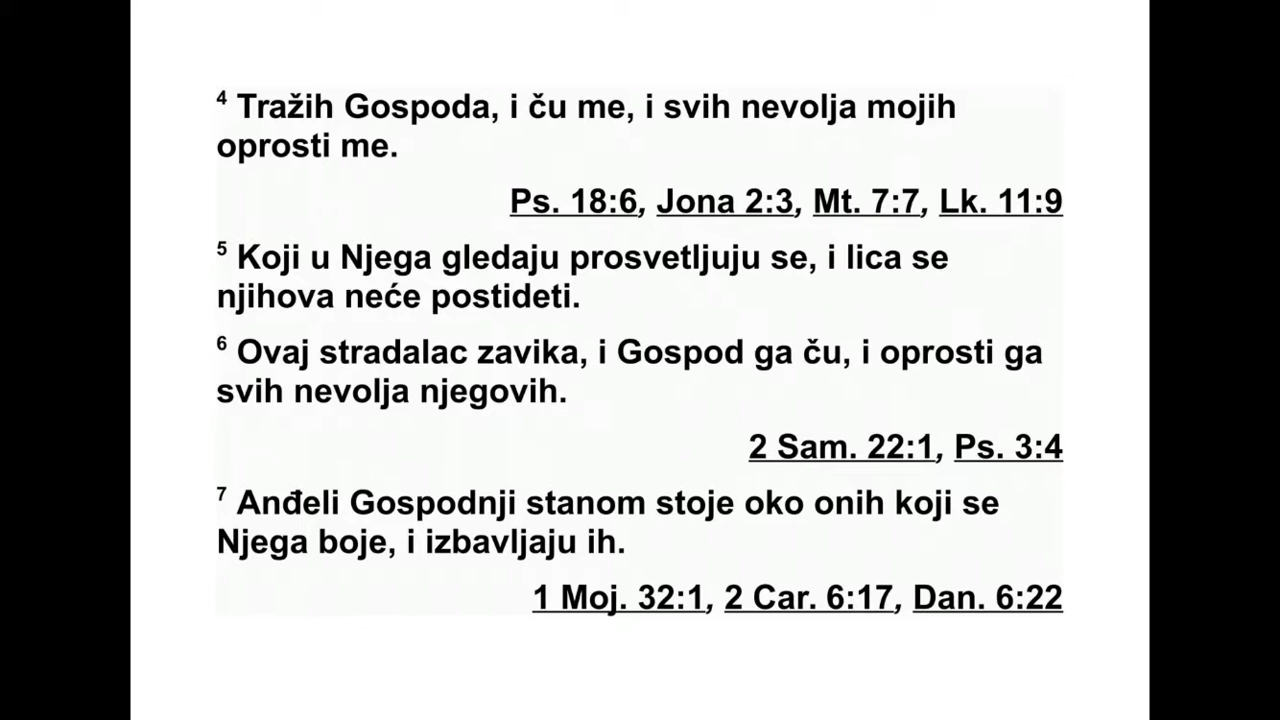 4 Tražih Gospoda, i ču me, i svih nevolja mojih
oprosti me.
Ps. 18:6, Jona 2:3, Mt. 7:7, Lk. 11:9
5 Koji u Njega gledaju prosvetljuju se, i lica se
njihova neće postideti.
6 Ovaj stradalac zavika, i Gospod ga ču, i oprosti ga
svih nevolja njegovih.
2 Sam. 22:1, Ps. 3:4
7 Anđeli Gospodnji stanom stoje oko onih koji se
Njega boje, i izbavljaju ih.
1 Moj. 32:1, 2 Car. 6:17, Dan. 6:22